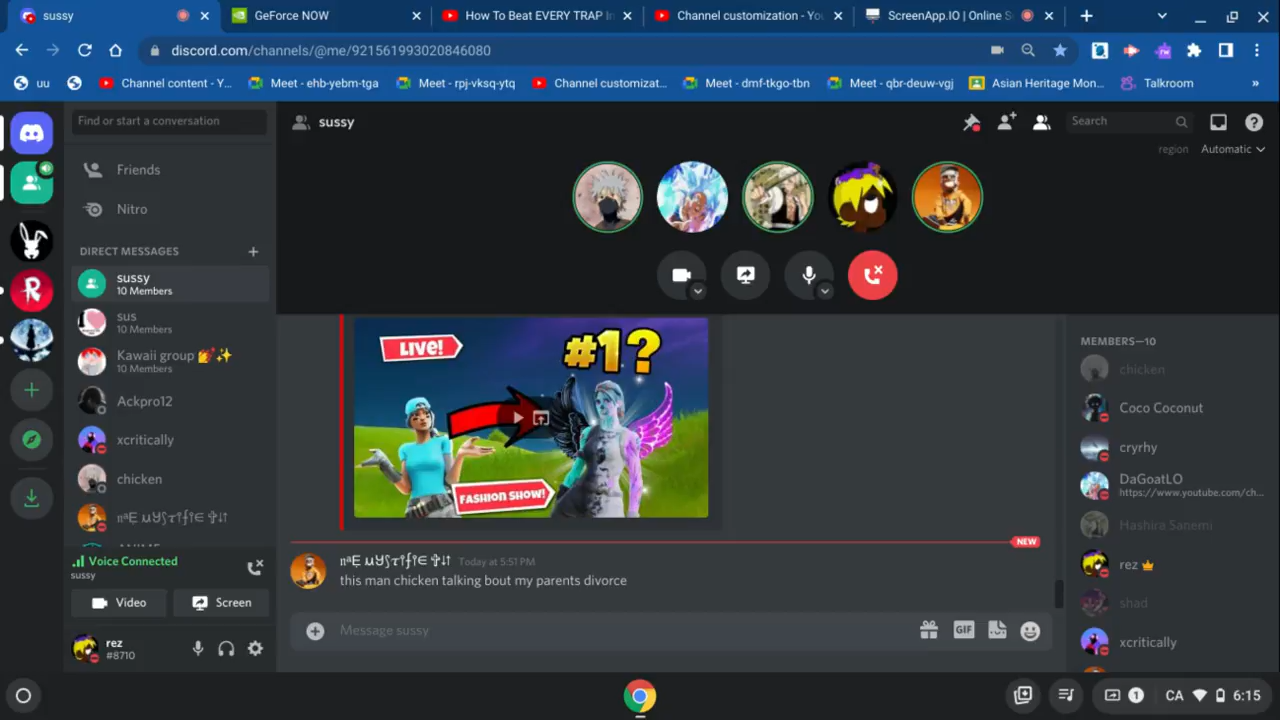 sussy
GeForce NOW
How To Beat EVERY TRAP In
Channel customization - You
ScreenApp.IO | Online S
discord.com/channels/@me/921561993020846080
uu
Channel content - Y...
Meet - ehb-yebm-tga
Meet - rpj-vksq-ytq
Channel customizat...
Meet - dmf-tkgo-tbn
Meet - qbr-deuw-vgj
Asian Heritage Mon...
Talkroom
»
Find or start a conversation
sussy
Search
region
Automatic
Friends
Nitro
DIRECT MESSAGES
sussy
10 Members
sus
10 Members
Kawaii group 💅✨
10 Members
Ackpro12
xcritically
chicken
Voice Connected
sussy
Video
Screen
rez
#8710
LIVE!
#1?
FASHION SHOW!
NEW
Today at 5:51 PM
this man chicken talking bout my parents divorce
Message sussy
GIF
MEMBERS—10
chicken
Coco Coconut
cryrhy
DaGoatLO
https://www.youtube.com/ch...
Hashira Sanemi
rez
shad
xcritically
1
CA
6:15